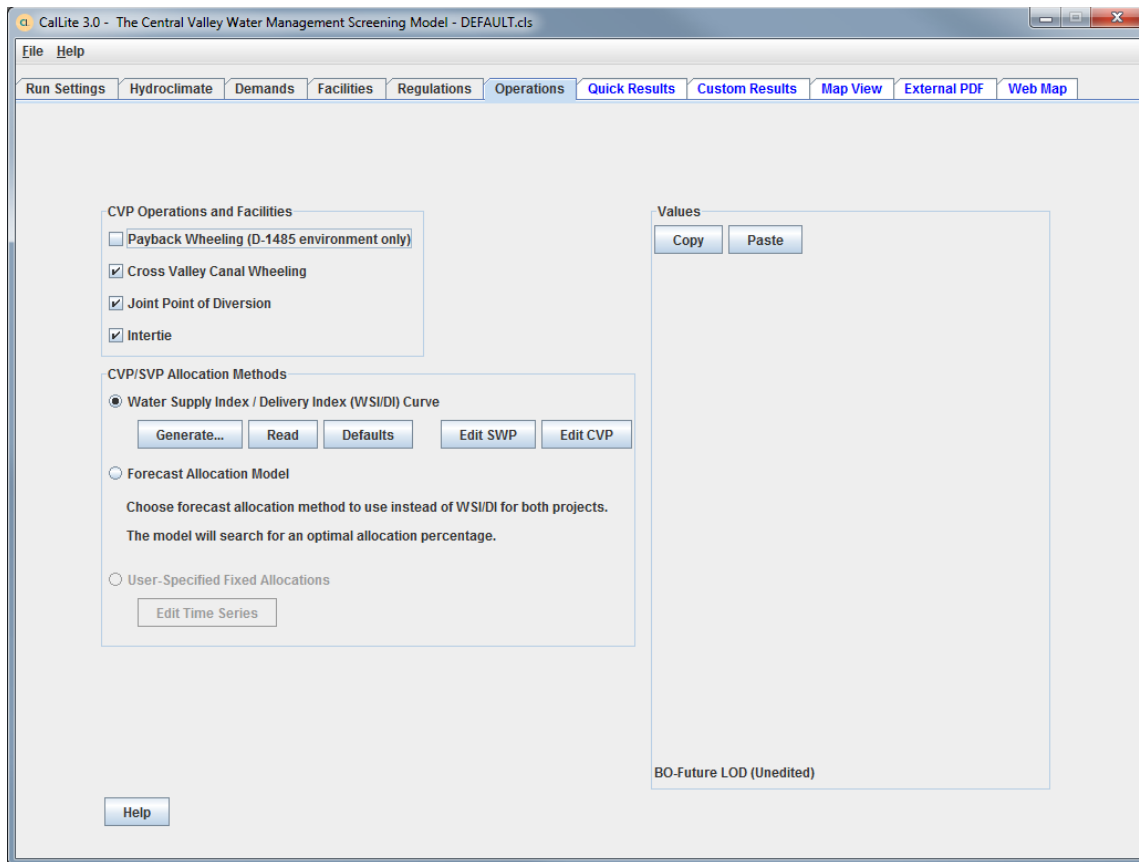 CalLite 3.0 - The Central Valley Water Management Screening Model - DEFAULT.cls
File Help
Run Settings Hydroclimate Demands Facilities Regulations Operations Quick Results Custom Results Map View External PDF Web Map
CVP Operations and Facilities
Payback Wheeling (D-1485 environment only)
Cross Valley Canal Wheeling
Joint Point of Diversion
Intertie
CVP/SVP Allocation Methods
Water Supply Index / Delivery Index (WSI/DI) Curve
Generate... Read Defaults Edit SWP Edit CVP
Forecast Allocation Model
Choose forecast allocation method to use instead of WSI/DI for both projects.
The model will search for an optimal allocation percentage.
User-Specified Fixed Allocations
Edit Time Series
Values
Copy Paste
BO-Future LOD (Unedited)
Help